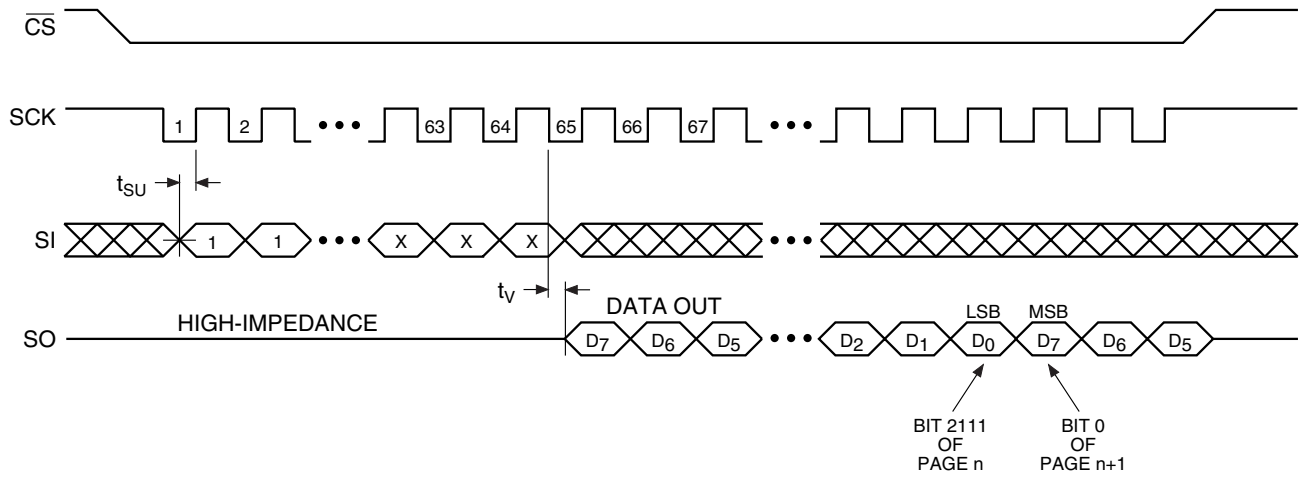 CS
SCK
1 2 ••• 63 64 65 66 67 •••
tSU
SI
1 1 ••• X X X •••
tV
DATA OUT
HIGH-IMPEDANCE
LSB MSB
SO
D7 D6 D5 ••• D2 D1 D0 D7 D6 D5
BIT 2111
OF
PAGE n
BIT 0
OF
PAGE n+1